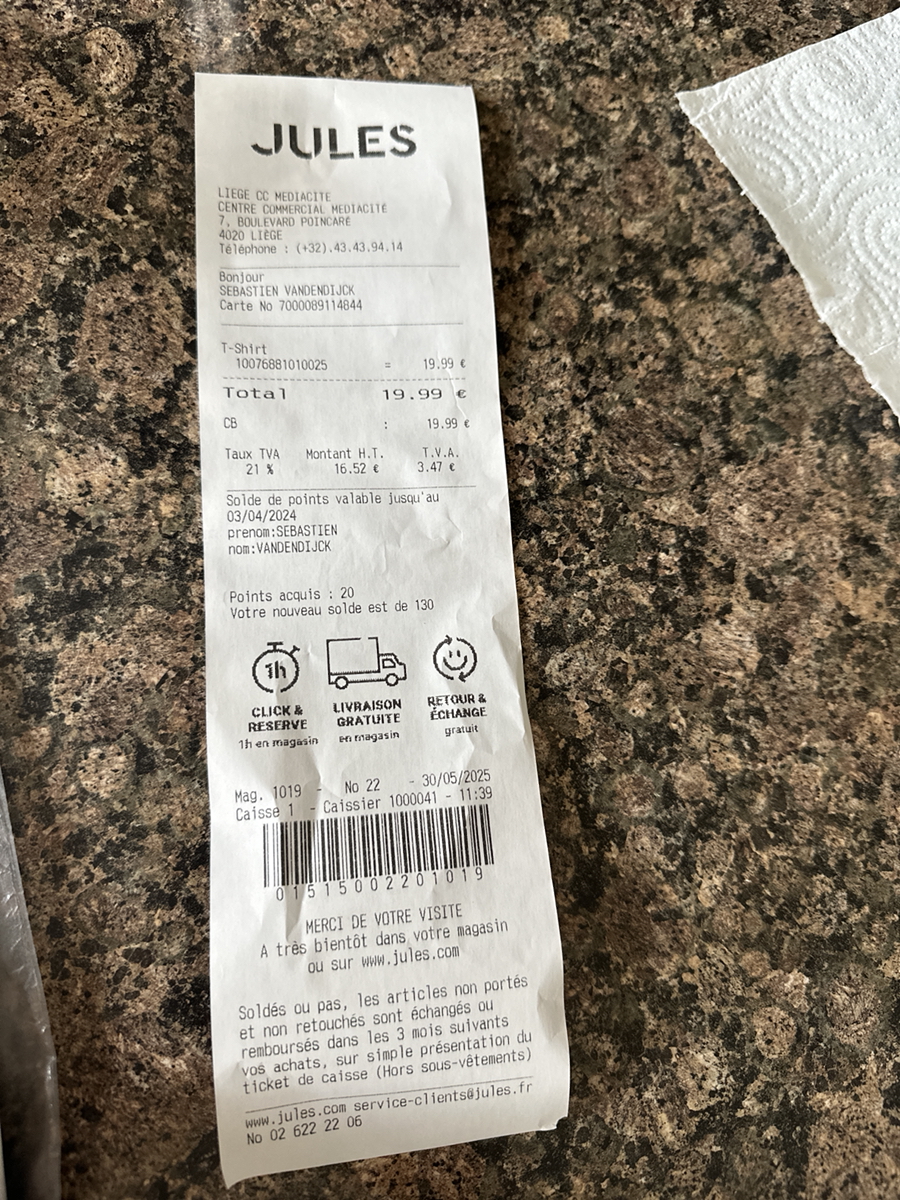 JULES
LIEGE CC MEDIACITE
CENTRE COMMERCIAL MEDIACITÉ
7, BOULEVARD POINCARÉ
4020 LIÈGE
Téléphone : (+32).43.43.94.14
Bonjour
SEBASTIEN VANDENDIJCK
Carte No 7000089114844
T-Shirt
10076881010025 = 19.99 €
Total 19.99 €
CB : 19.99 €
Taux TVA Montant H.T. T.V.A.
21 % 16.52 € 3.47 €
Solde de points valable jusqu'au
03/04/2024
prenom:SEBASTIEN
nom:VANDENDIJCK
Points acquis : 20
Votre nouveau solde est de 130
1h
CLICK & RESERVE
1h en magasin
LIVRAISON GRATUITE
en magasin
RETOUR & ÉCHANGE
gratuit
Mag. 1019 - No 22 - 30/05/2025
Caisse 1 - Caissier 1000041 - 11:39
01515002201019
MERCI DE VOTRE VISITE
A très bientôt dans votre magasin
ou sur www.jules.com
Soldés ou pas, les articles non portés
et non retouchés sont échangés ou
remboursés dans les 3 mois suivants
vos achats, sur simple présentation du
ticket de caisse (Hors sous-vêtements)
www.jules.com service-clients@jules.fr
No 02 622 22 06